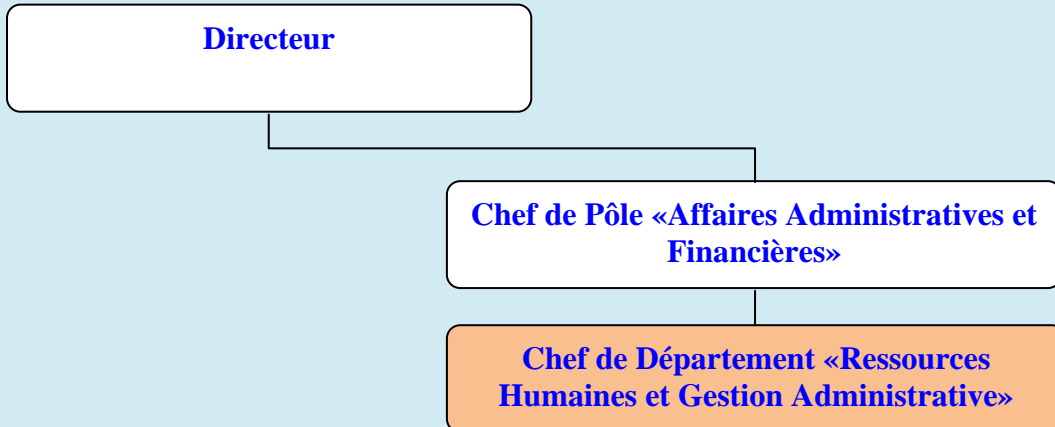 Directeur
Chef de Pôle «Affaires Administratives et
Financières»
Chef de Département «Ressources
Humaines et Gestion Administrative»